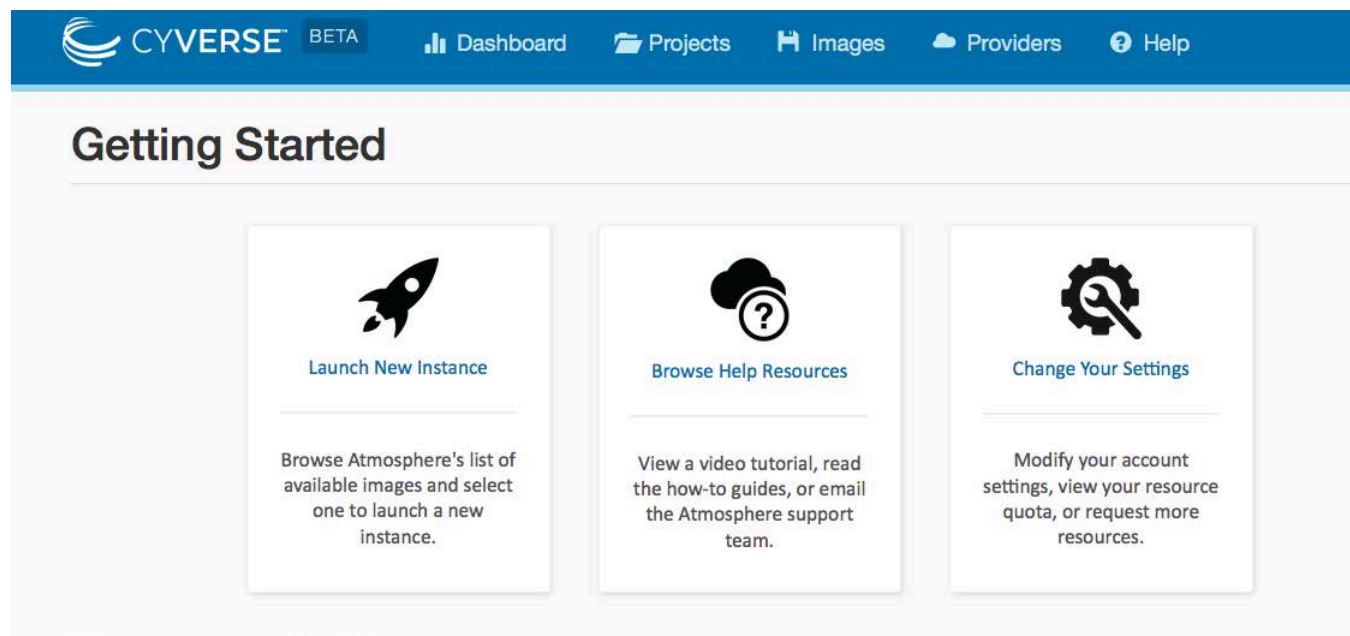 CYVERSE™ BETA Dashboard Projects Images Providers Help
Getting Started
Launch New Instance
Browse Atmosphere's list of
available images and select
one to launch a new
instance.
Browse Help Resources
?
View a video tutorial, read
the how-to guides, or email
the Atmosphere support
team.
Change Your Settings
Modify your account
settings, view your resource
quota, or request more
resources.